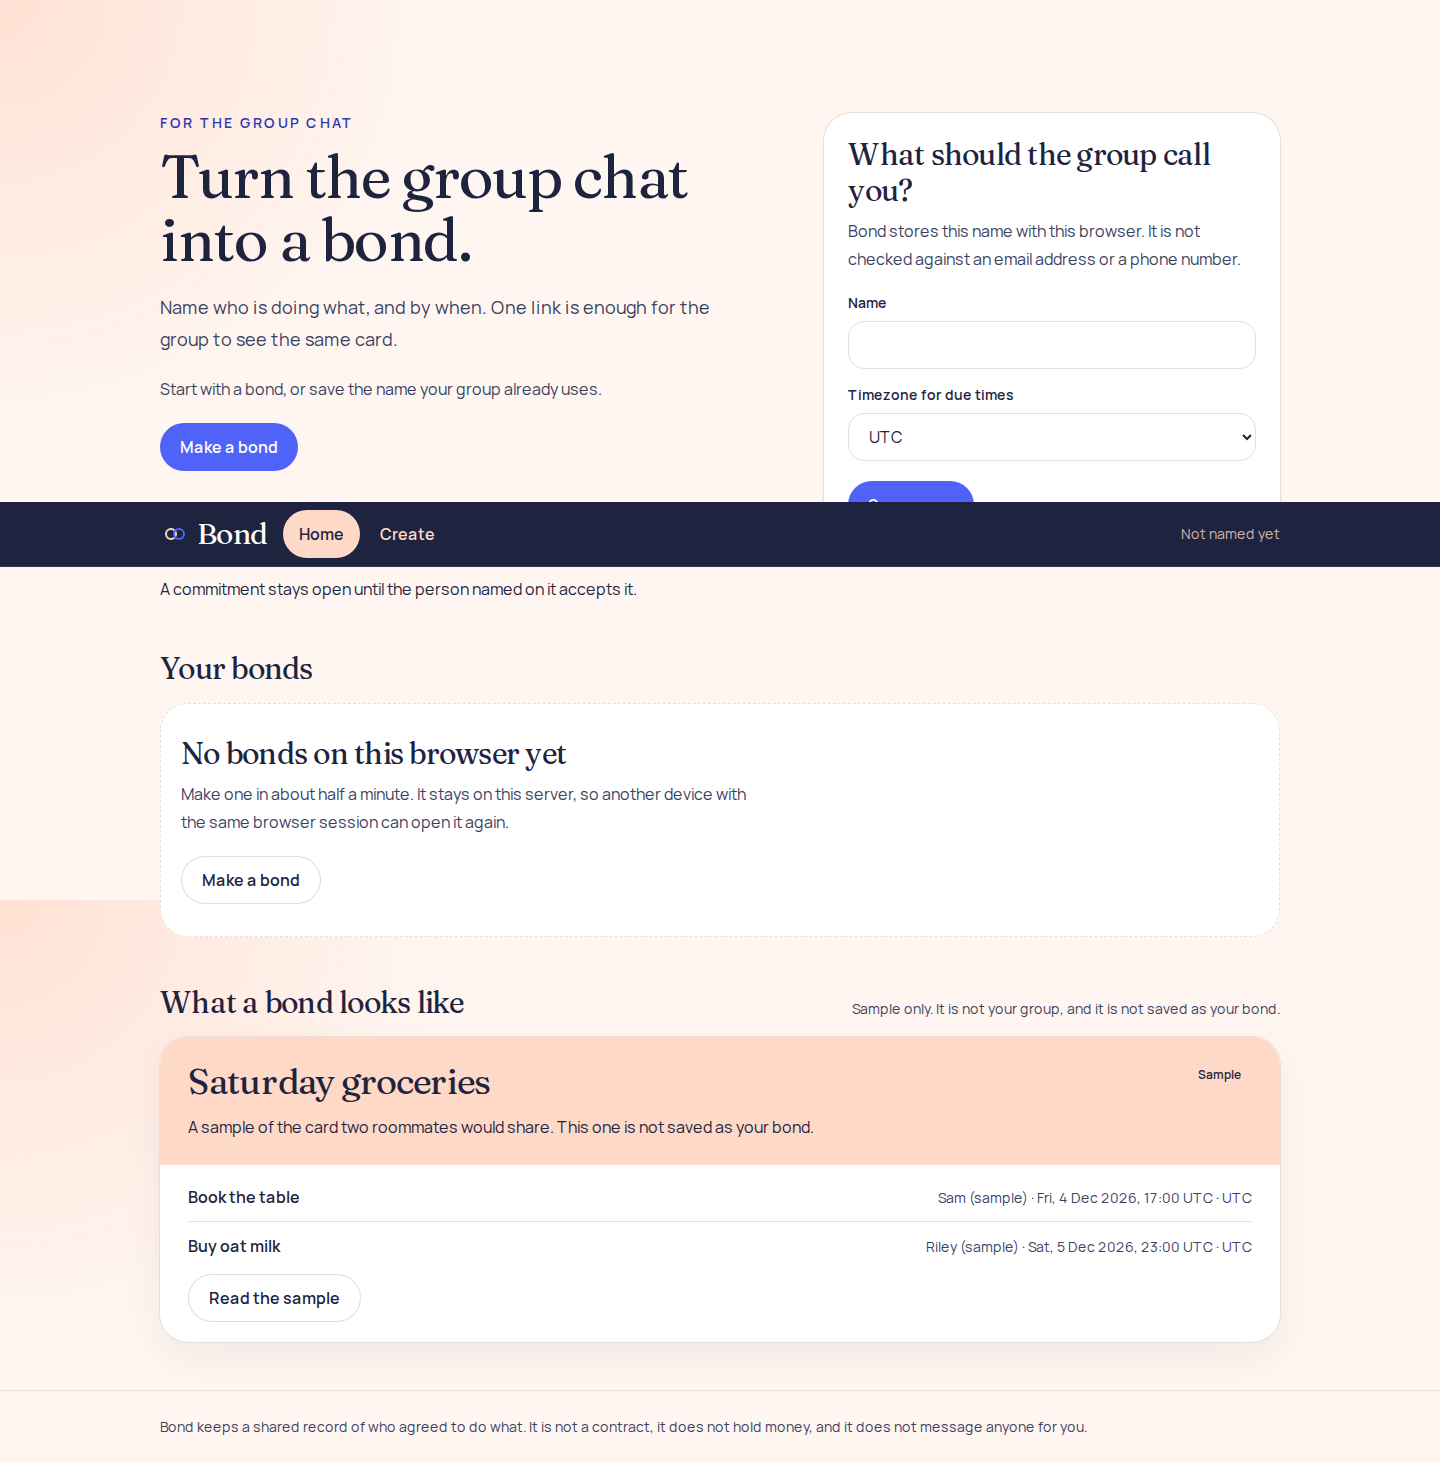 FOR THE GROUP CHAT
Turn the group chat
into a bond.
Name who is doing what, and by when. One link is enough for the
group to see the same card.
Start with a bond, or save the name your group already uses.
Make a bond
What should the group call
you?
Bond stores this name with this browser. It is not
checked against an email address or a phone number.
Name
Timezone for due times
UTC
Bond
Home
Create
Not named yet
A commitment stays open until the person named on it accepts it.
Your bonds
No bonds on this browser yet
Make one in about half a minute. It stays on this server, so another device with
the same browser session can open it again.
Make a bond
What a bond looks like
Sample only. It is not your group, and it is not saved as your bond.
Saturday groceries
Sample
A sample of the card two roommates would share. This one is not saved as your bond.
Book the table
Sam (sample) · Fri, 4 Dec 2026, 17:00 UTC · UTC
Buy oat milk
Riley (sample) · Sat, 5 Dec 2026, 23:00 UTC · UTC
Read the sample
Bond keeps a shared record of who agreed to do what. It is not a contract, it does not hold money, and it does not message anyone for you.